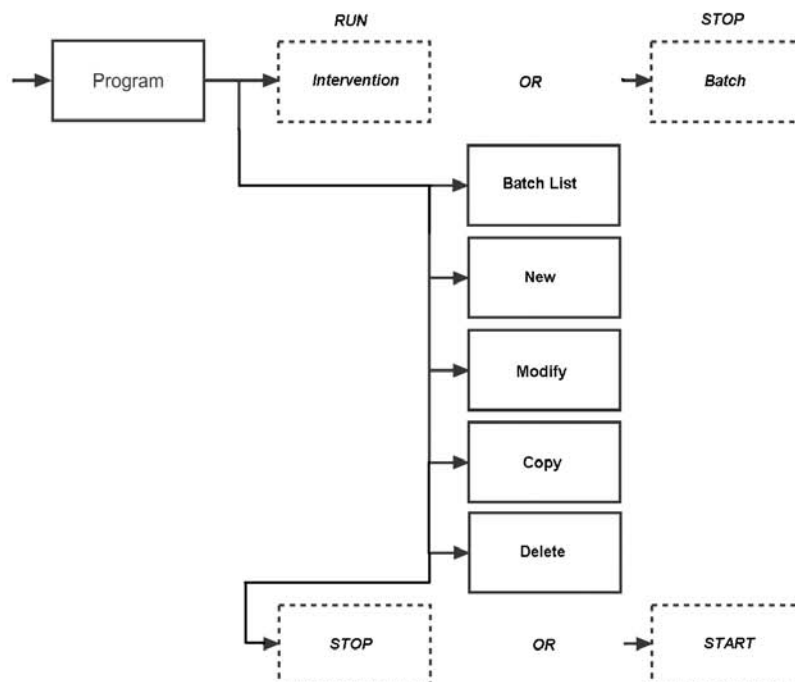 RUN
STOP
Program
Intervention
OR
Batch
Batch List
New
Modify
Copy
Delete
STOP
OR
START